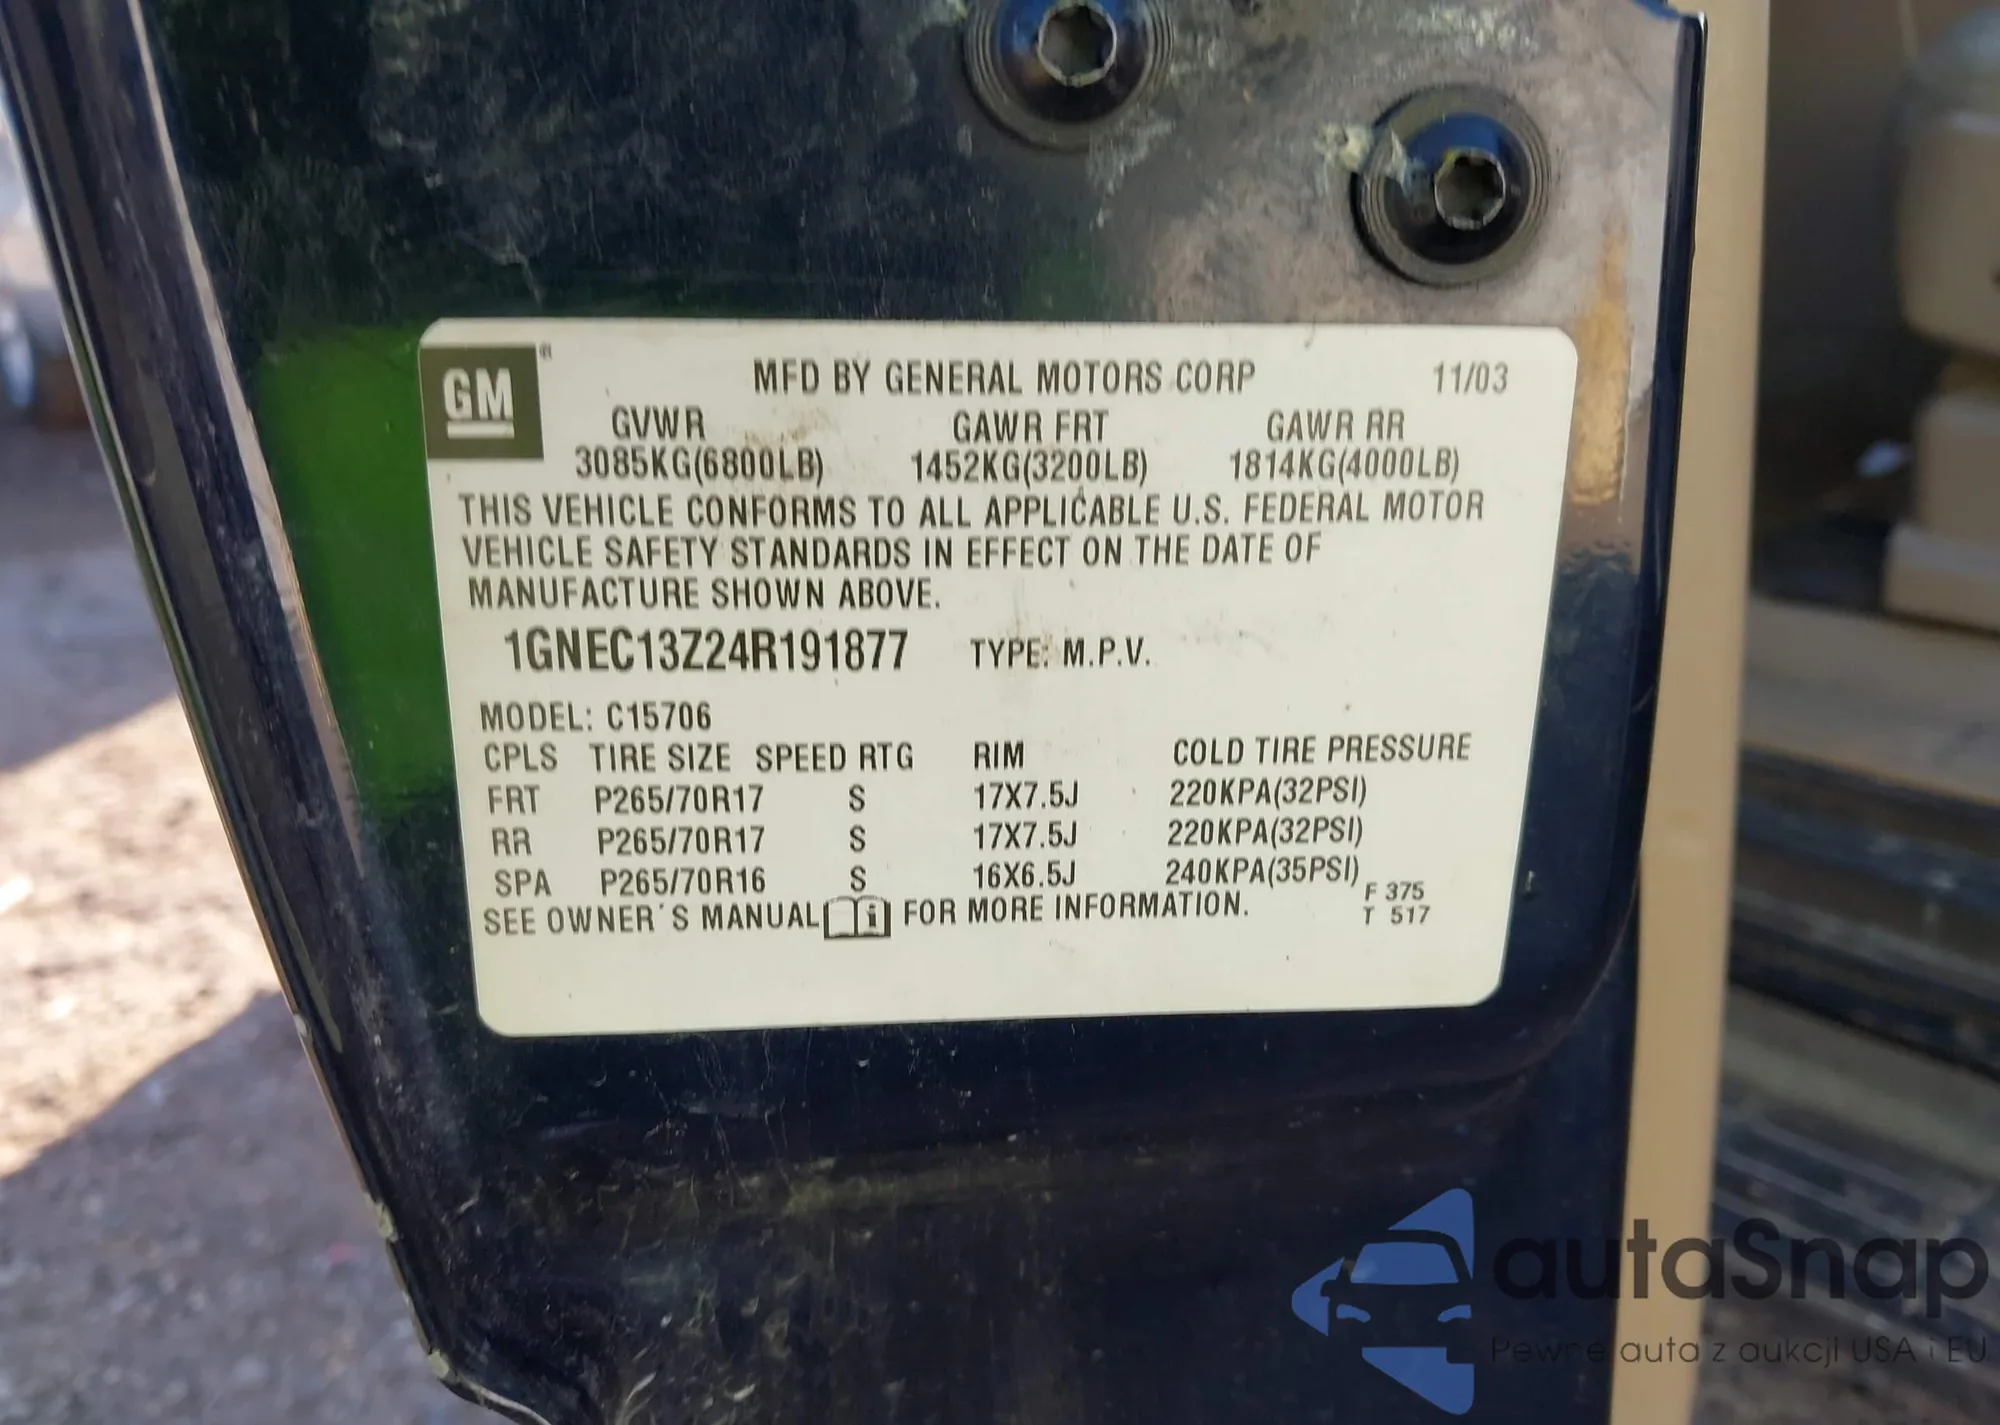 GM®
MFD BY GENERAL MOTORS CORP 11/03
GVWR GAWR FRT GAWR RR
3085KG(6800LB) 1452KG(3200LB) 1814KG(4000LB)
THIS VEHICLE CONFORMS TO ALL APPLICABLE U.S. FEDERAL MOTOR
VEHICLE SAFETY STANDARDS IN EFFECT ON THE DATE OF
MANUFACTURE SHOWN ABOVE.
1GNEC13Z24R191877 TYPE: M.P.V.
MODEL: C15706
CPLS TIRE SIZE SPEED RTG RIM COLD TIRE PRESSURE
FRT P265/70R17 S 17X7.5J 220KPA(32PSI)
RR P265/70R17 S 17X7.5J 220KPA(32PSI)
SPA P265/70R16 S 16X6.5J 240KPA(35PSI)
SEE OWNER'S MANUAL i FOR MORE INFORMATION.
F 375
T 517
autoSnap
Pewne auta z aukcji USA i EU